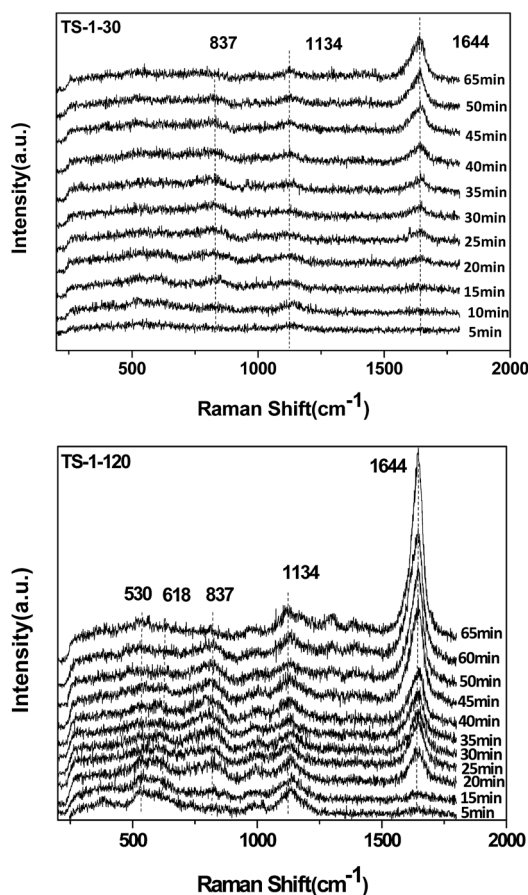 TS-1-30
837 1134 1644
65min
50min
45min
40min
35min
30min
25min
20min
15min
10min
5min
Intensity(a.u.)
500 1000 1500 2000
Raman Shift(cm⁻¹)
TS-1-120
1644
1134
530 618 837
65min
60min
50min
45min
40min
35min
30min
25min
20min
15min
5min
Intensity(a.u.)
500 1000 1500 2000
Raman Shift(cm⁻¹)